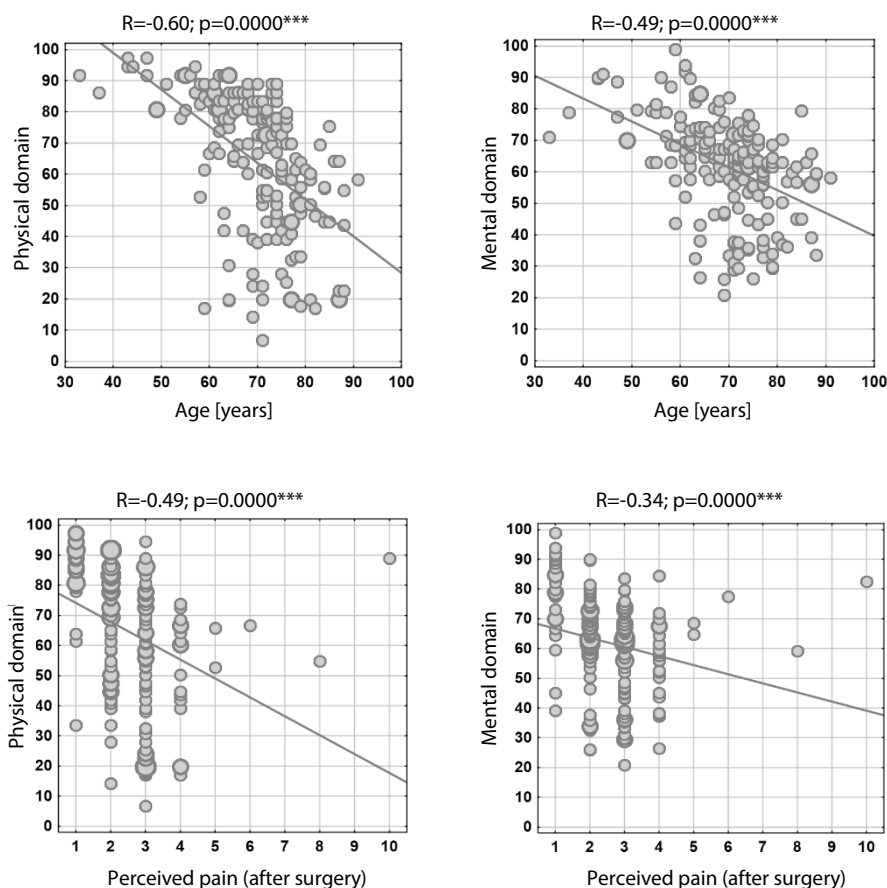 R=-0.60; p=0.0000***
100
90
80
70
60
50
40
30
20
10
0
Physical domain
30 40 50 60 70 80 90 100
Age [years]
R=-0.49; p=0.0000***
100
90
80
70
60
50
40
30
20
10
0
Mental domain
30 40 50 60 70 80 90 100
Age [years]
R=-0.49; p=0.0000***
100
90
80
70
60
50
40
30
20
10
0
Physical domain
1 2 3 4 5 6 7 8 9 10
Perceived pain (after surgery)
R=-0.34; p=0.0000***
100
90
80
70
60
50
40
30
20
10
0
Mental domain
1 2 3 4 5 6 7 8 9 10
Perceived pain (after surgery)